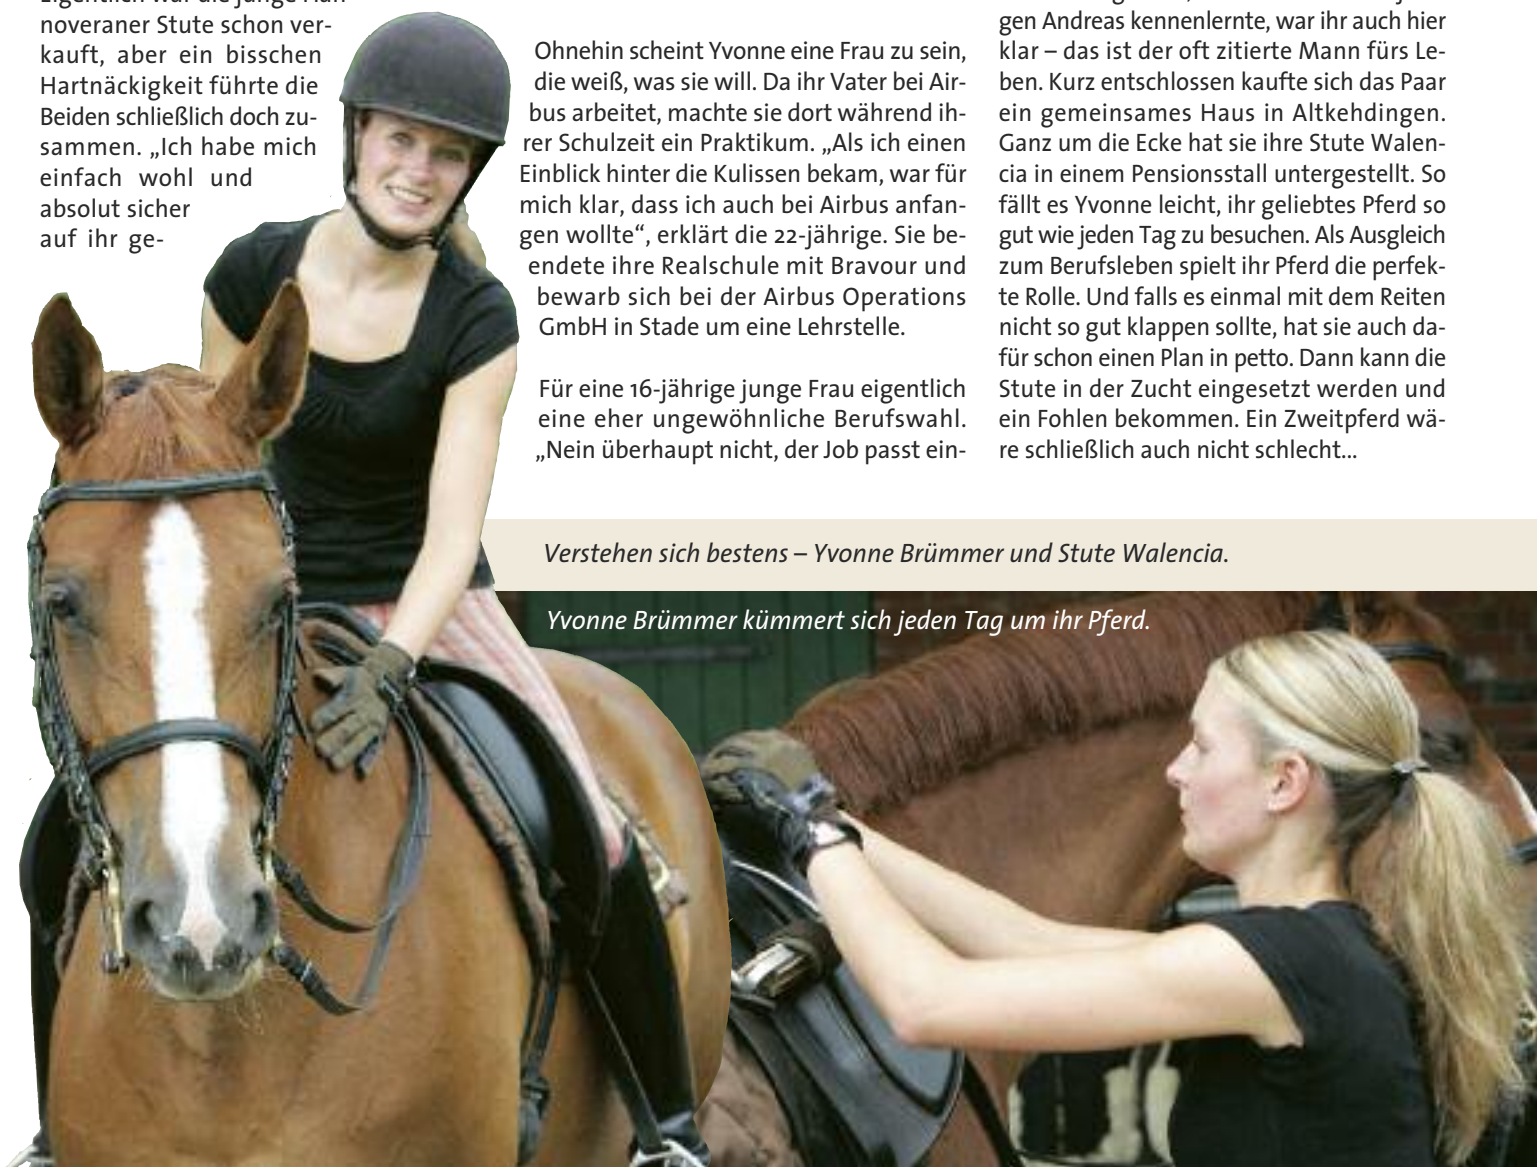 noveraner Stute schon ver-
kauft, aber ein bisschen
Hartnäckigkeit führte die
Beiden schließlich doch zu-
sammen. „Ich habe mich
einfach wohl und
absolut sicher
auf ihr ge-
Ohnehin scheint Yvonne eine Frau zu sein,
die weiß, was sie will. Da ihr Vater bei Air-
bus arbeitet, machte sie dort während ih-
rer Schulzeit ein Praktikum. „Als ich einen
Einblick hinter die Kulissen bekam, war für
mich klar, dass ich auch bei Airbus anfan-
gen wollte“, erklärt die 22-jährige. Sie be-
endete ihre Realschule mit Bravour und
bewarb sich bei der Airbus Operations
GmbH in Stade um eine Lehrstelle.
Für eine 16-jährige junge Frau eigentlich
eine eher ungewöhnliche Berufswahl.
„Nein überhaupt nicht, der Job passt ein-
gen Andreas kennenlernte, war ihr auch hier
klar – das ist der oft zitierte Mann fürs Le-
ben. Kurz entschlossen kaufte sich das Paar
ein gemeinsames Haus in Altkehdingen.
Ganz um die Ecke hat sie ihre Stute Walen-
cia in einem Pensionsstall untergestellt. So
fällt es Yvonne leicht, ihr geliebtes Pferd so
gut wie jeden Tag zu besuchen. Als Ausgleich
zum Berufsleben spielt ihr Pferd die perfek-
te Rolle. Und falls es einmal mit dem Reiten
nicht so gut klappen sollte, hat sie auch da-
für schon einen Plan in petto. Dann kann die
Stute in der Zucht eingesetzt werden und
ein Fohlen bekommen. Ein Zweitpferd wä-
re schließlich auch nicht schlecht...
Verstehen sich bestens – Yvonne Brümmer und Stute Walencia.
Yvonne Brümmer kümmert sich jeden Tag um ihr Pferd.